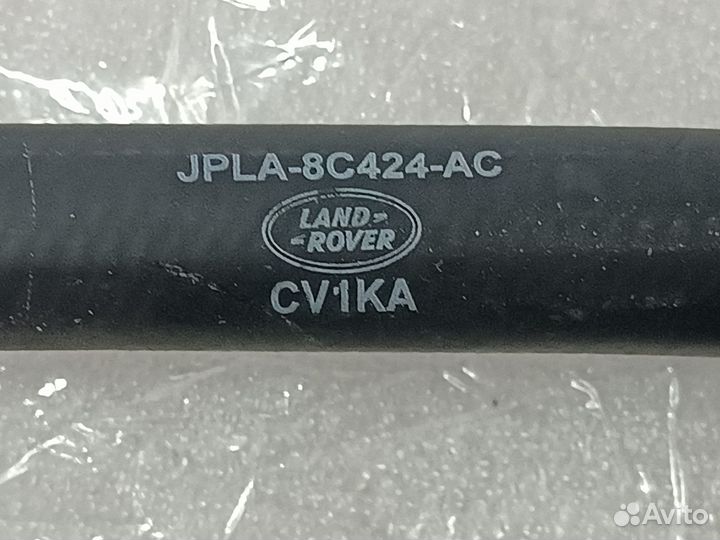 JPLA-8C424-AC
LAND
ROVER
CV1KA
Avito